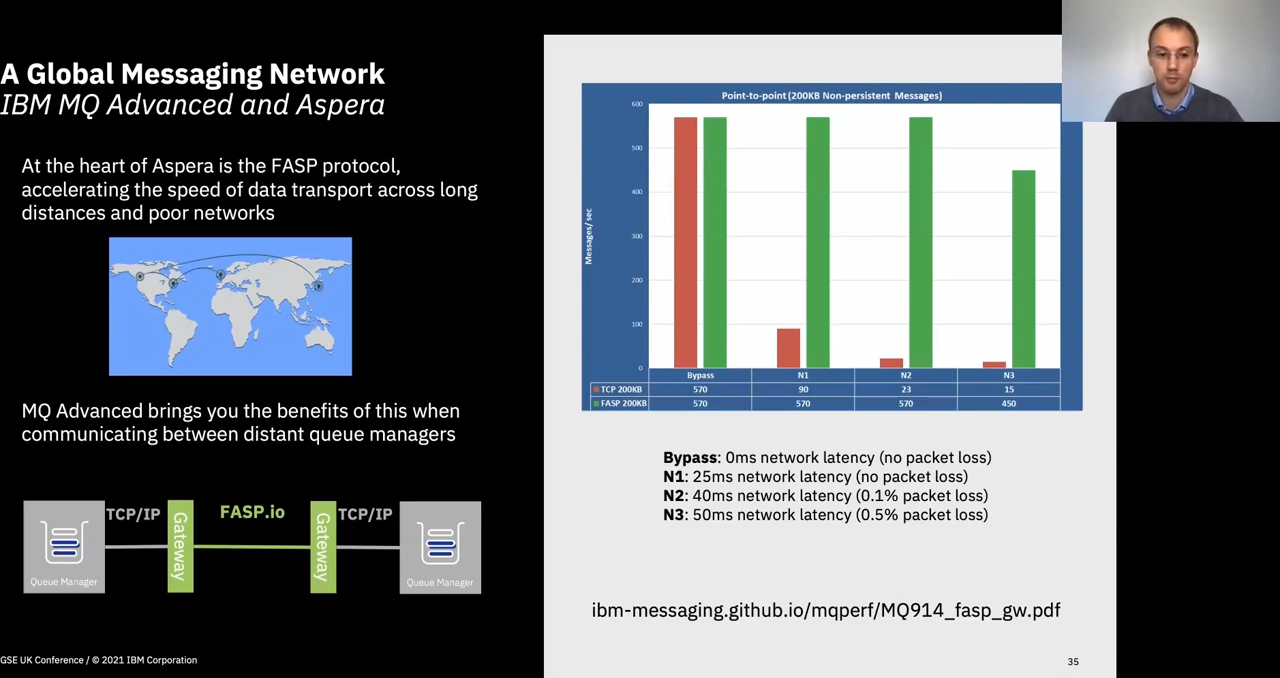 A Global Messaging Network
IBM MQ Advanced and Aspera
At the heart of Aspera is the FASP protocol,
accelerating the speed of data transport across long
distances and poor networks
MQ Advanced brings you the benefits of this when
communicating between distant queue managers
TCP/IP
FASP.io
TCP/IP
Gateway
Gateway
Queue Manager
Queue Manager
GSE UK Conference / © 2021 IBM Corporation
Point-to-point (200KB Non-persistent Messages)
Messages/sec
600
500
400
300
200
100
0
Bypass N1 N2 N3
TCP 200KB 570 90 23 15
FASP 200KB 570 570 570 450
Bypass: 0ms network latency (no packet loss)
N1: 25ms network latency (no packet loss)
N2: 40ms network latency (0.1% packet loss)
N3: 50ms network latency (0.5% packet loss)
ibm-messaging.github.io/mqperf/MQ914_fasp_gw.pdf
35